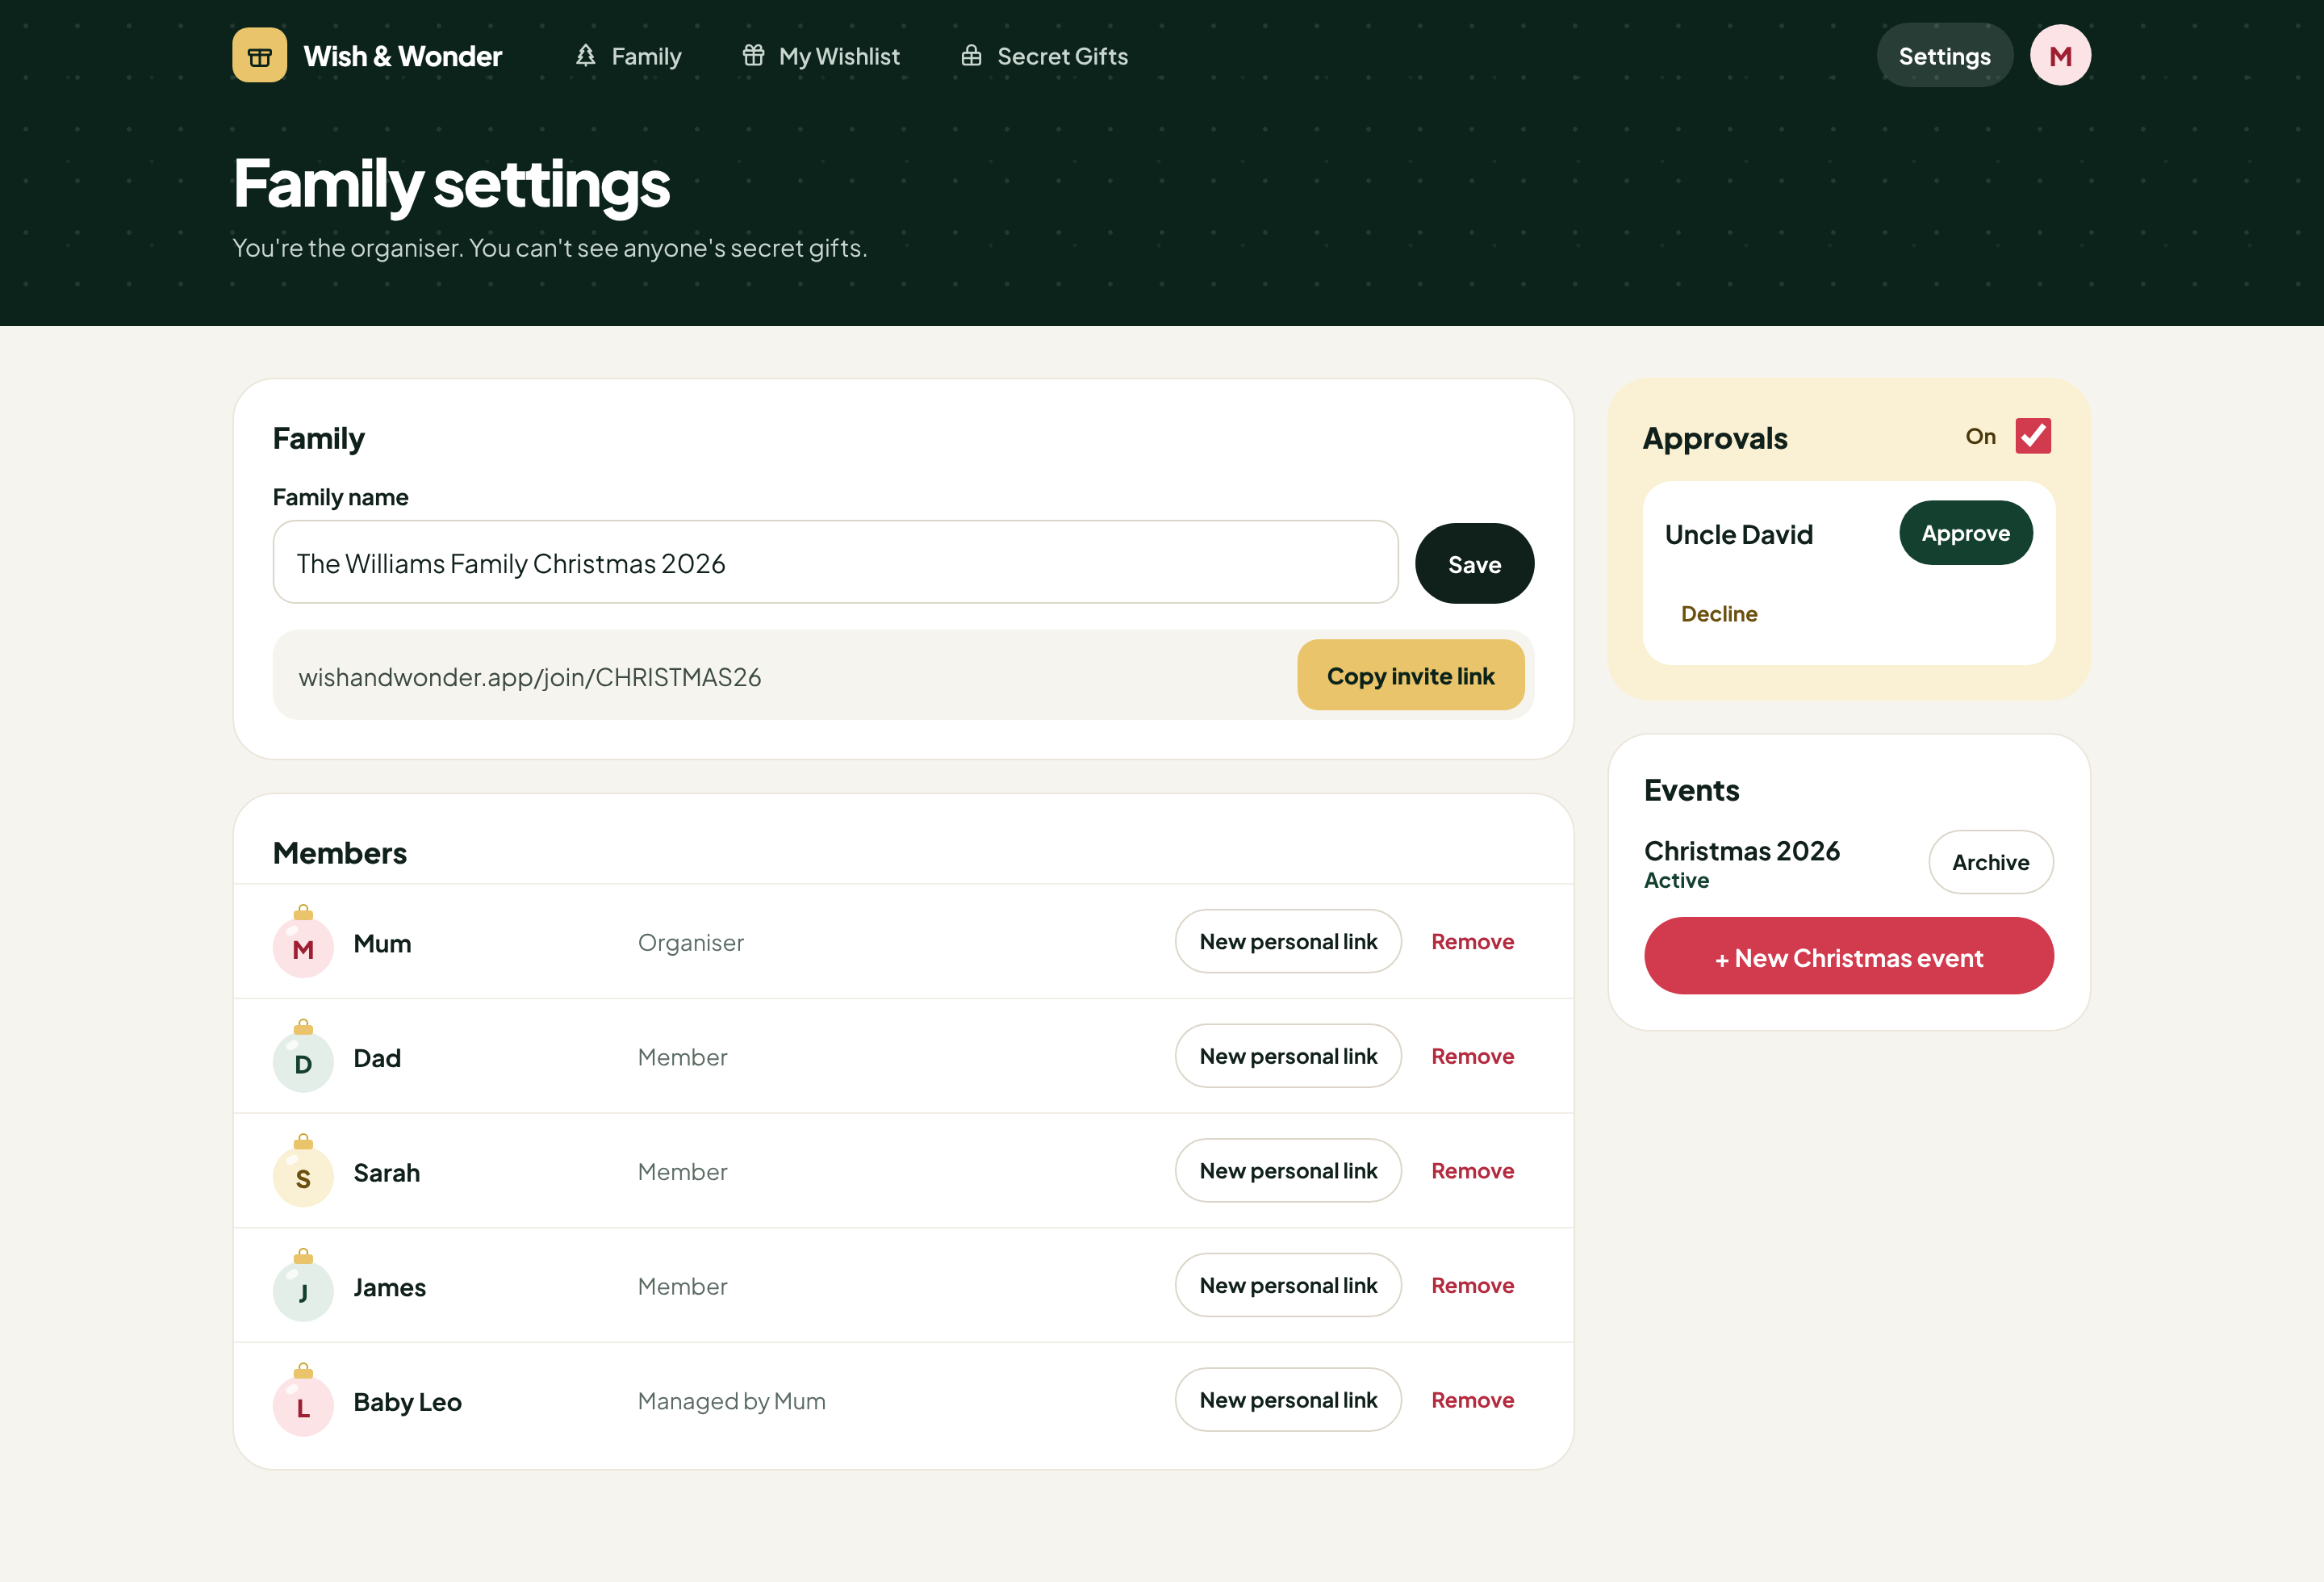 Wish & Wonder
Family
My Wishlist
Secret Gifts
Settings
M
Family settings
You're the organiser. You can't see anyone's secret gifts.
Family
Family name
The Williams Family Christmas 2026
Save
wishandwonder.app/join/CHRISTMAS26
Copy invite link
Members
M Mum Organiser New personal link Remove
D Dad Member New personal link Remove
S Sarah Member New personal link Remove
J James Member New personal link Remove
L Baby Leo Managed by Mum New personal link Remove
Approvals On
Uncle David Approve
Decline
Events
Christmas 2026
Active
Archive
+ New Christmas event